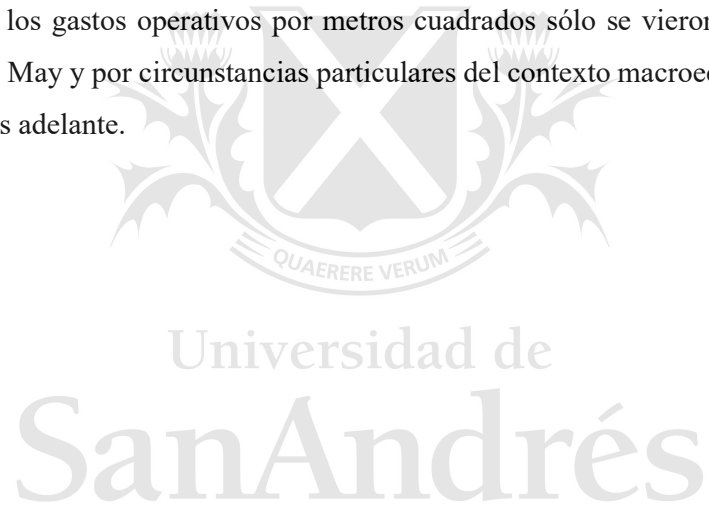 los gastos operativos por metros cuadrados sólo se vieron
May y por circunstancias particulares del contexto macroec
s adelante.
QUAERERE VERUM
Universidad de
SanAndrés